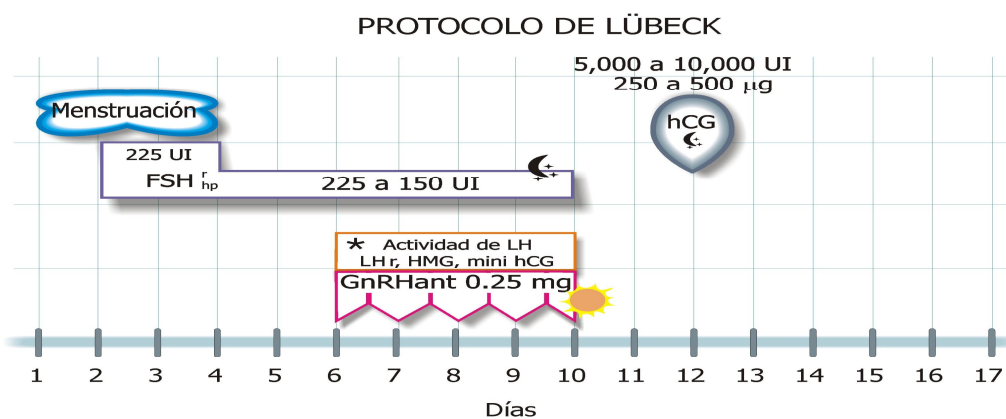 PROTOCOLO DE LÜBECK
5,000 a 10,000 UI
250 a 500 µg
Menstruación
hCG
225 UI
FSH r hp
225 a 150 UI
* Actividad de LH
LHr, HMG, mini hCG
GnRHant 0.25 mg
1 2 3 4 5 6 7 8 9 10 11 12 13 14 15 16 17
Días